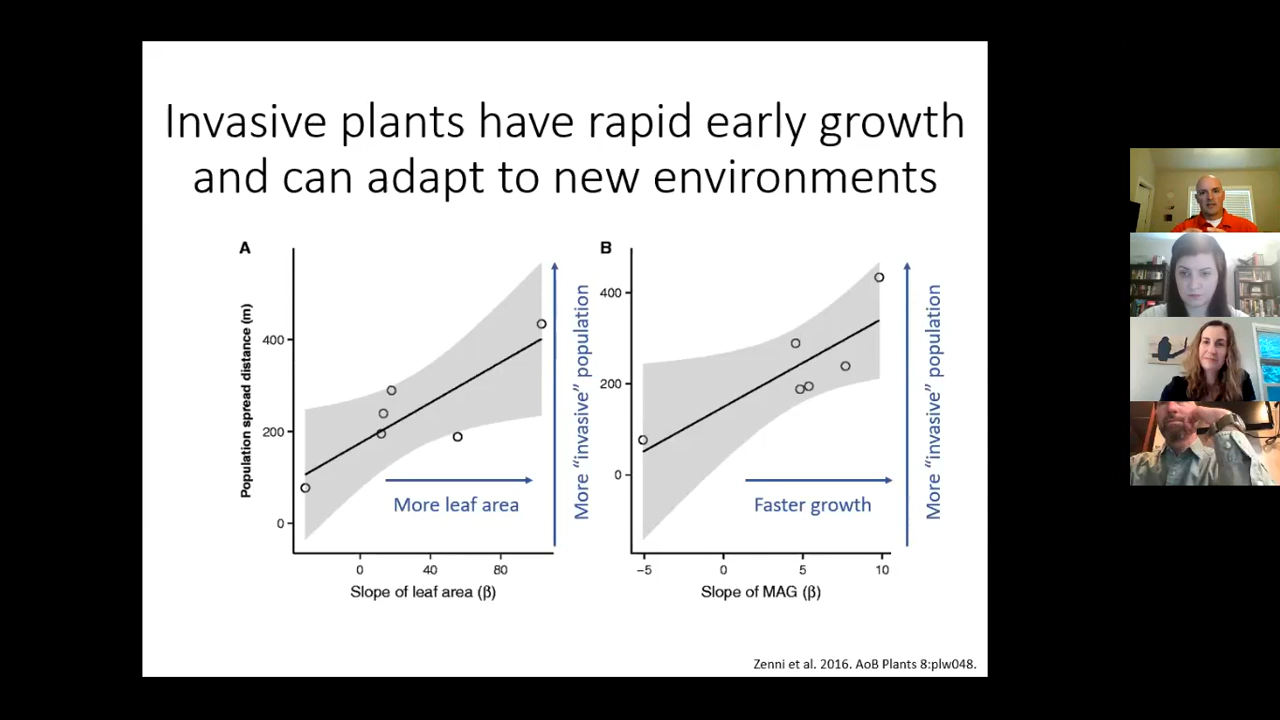 Invasive plants have rapid early growth
and can adapt to new environments
A
Population spread distance (m)
400
200
0
0
40
80
Slope of leaf area (β)
More leaf area
More “invasive” population
B
400
200
0
−5
0
5
10
Slope of MAG (β)
Faster growth
More “invasive” population
Zenni et al. 2016. AoB Plants 8:plw048.